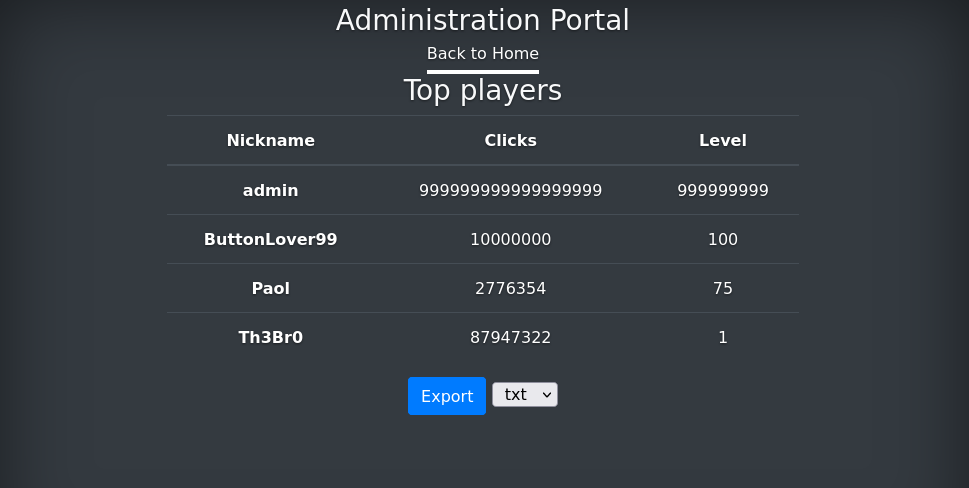 Administration Portal
Back to Home
Top players
Nickname Clicks Level
admin 999999999999999999 999999999
ButtonLover99 10000000 100
Paol 2776354 75
Th3Br0 87947322 1
Export txt